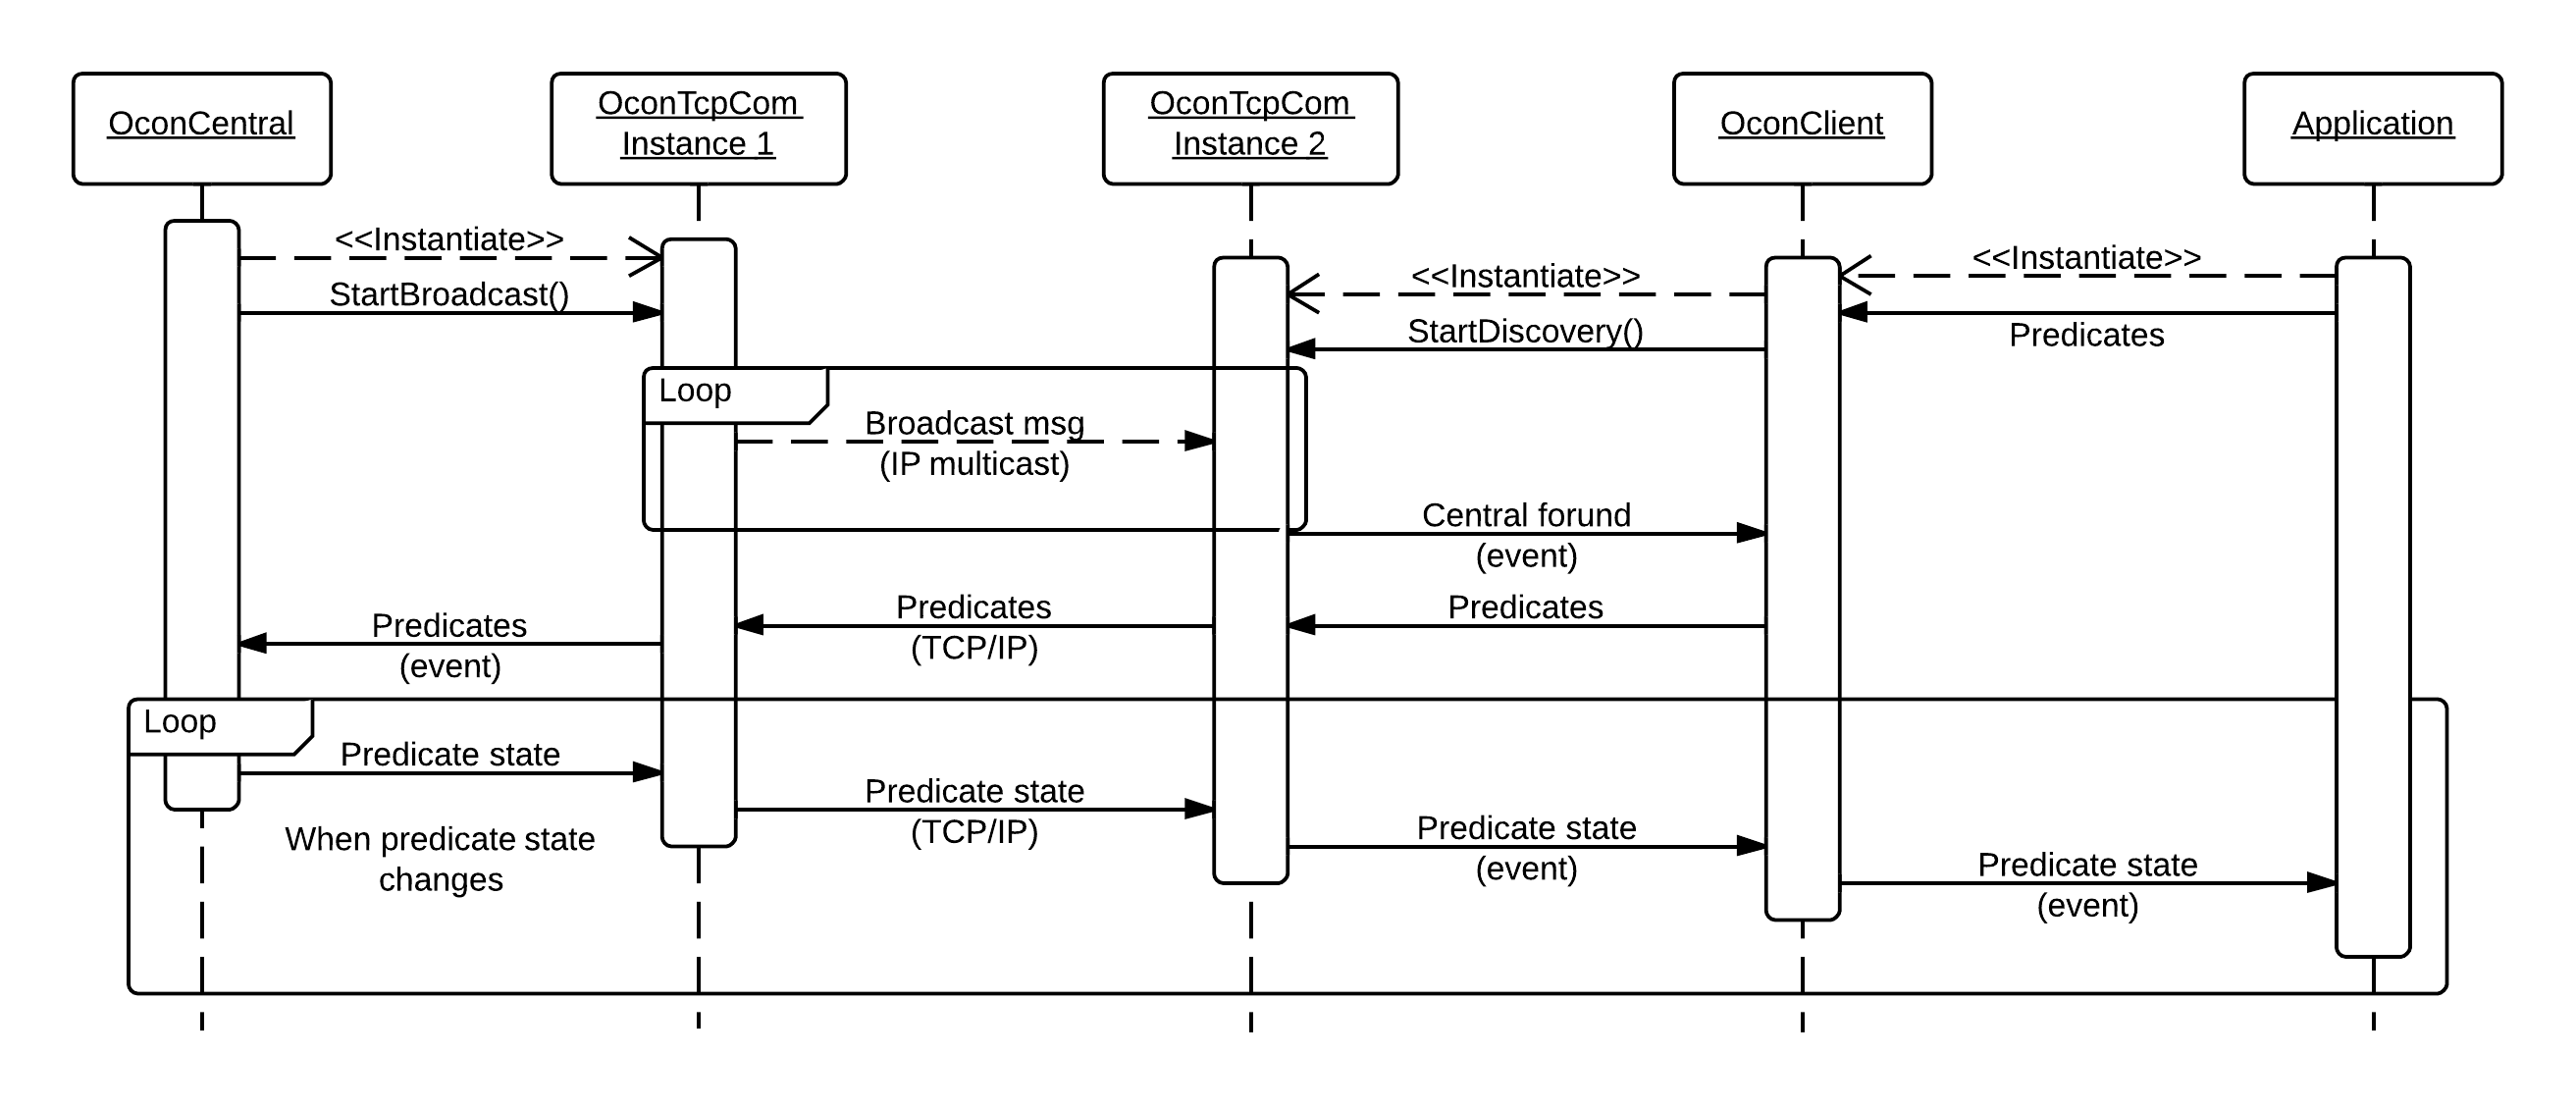 OconCentral
OconTcpCom
Instance 1
OconTcpCom
Instance 2
OconClient
Application
<<Instantiate>>
StartBroadcast()
<<Instantiate>>
<<Instantiate>>
StartDiscovery()
Predicates
Loop
Broadcast msg
(IP multicast)
Central forund
(event)
Predicates
(event)
Predicates
(TCP/IP)
Predicates
Loop
Predicate state
When predicate state
changes
Predicate state
(TCP/IP)
Predicate state
(event)
Predicate state
(event)